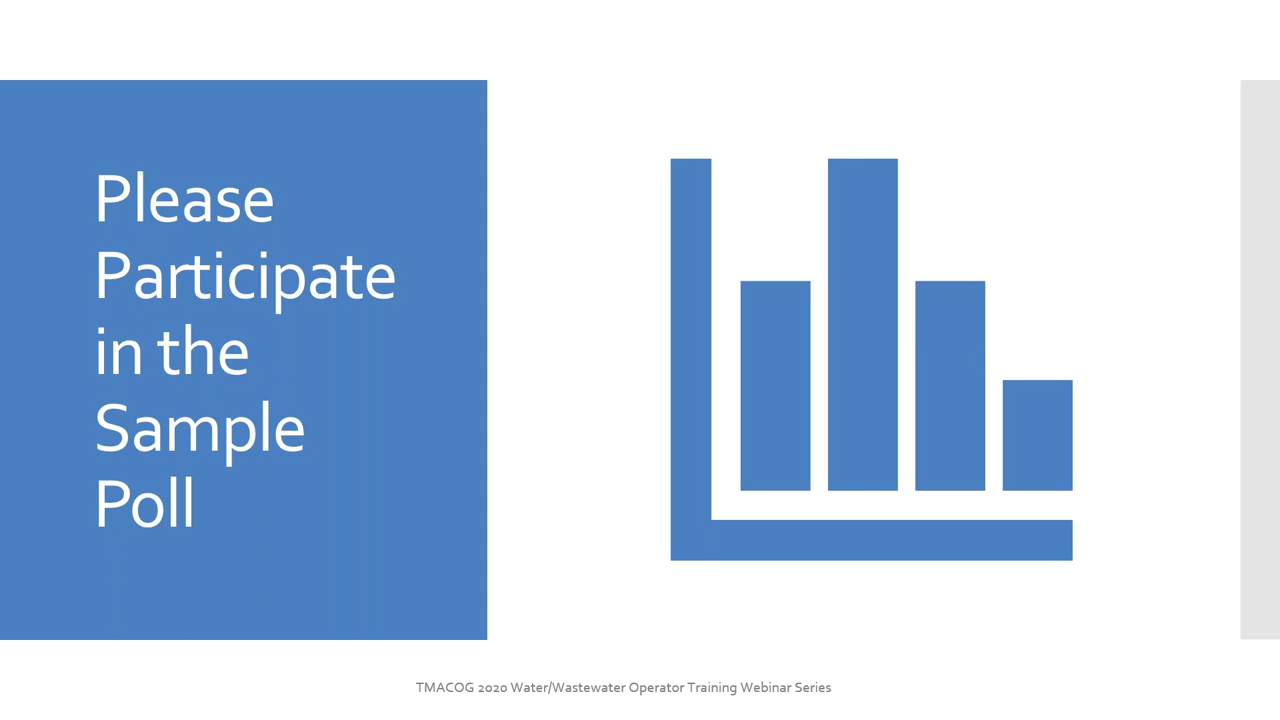 Please
Participate
in the
Sample
Poll
TMACOG 2020 Water/Wastewater Operator Training Webinar Series